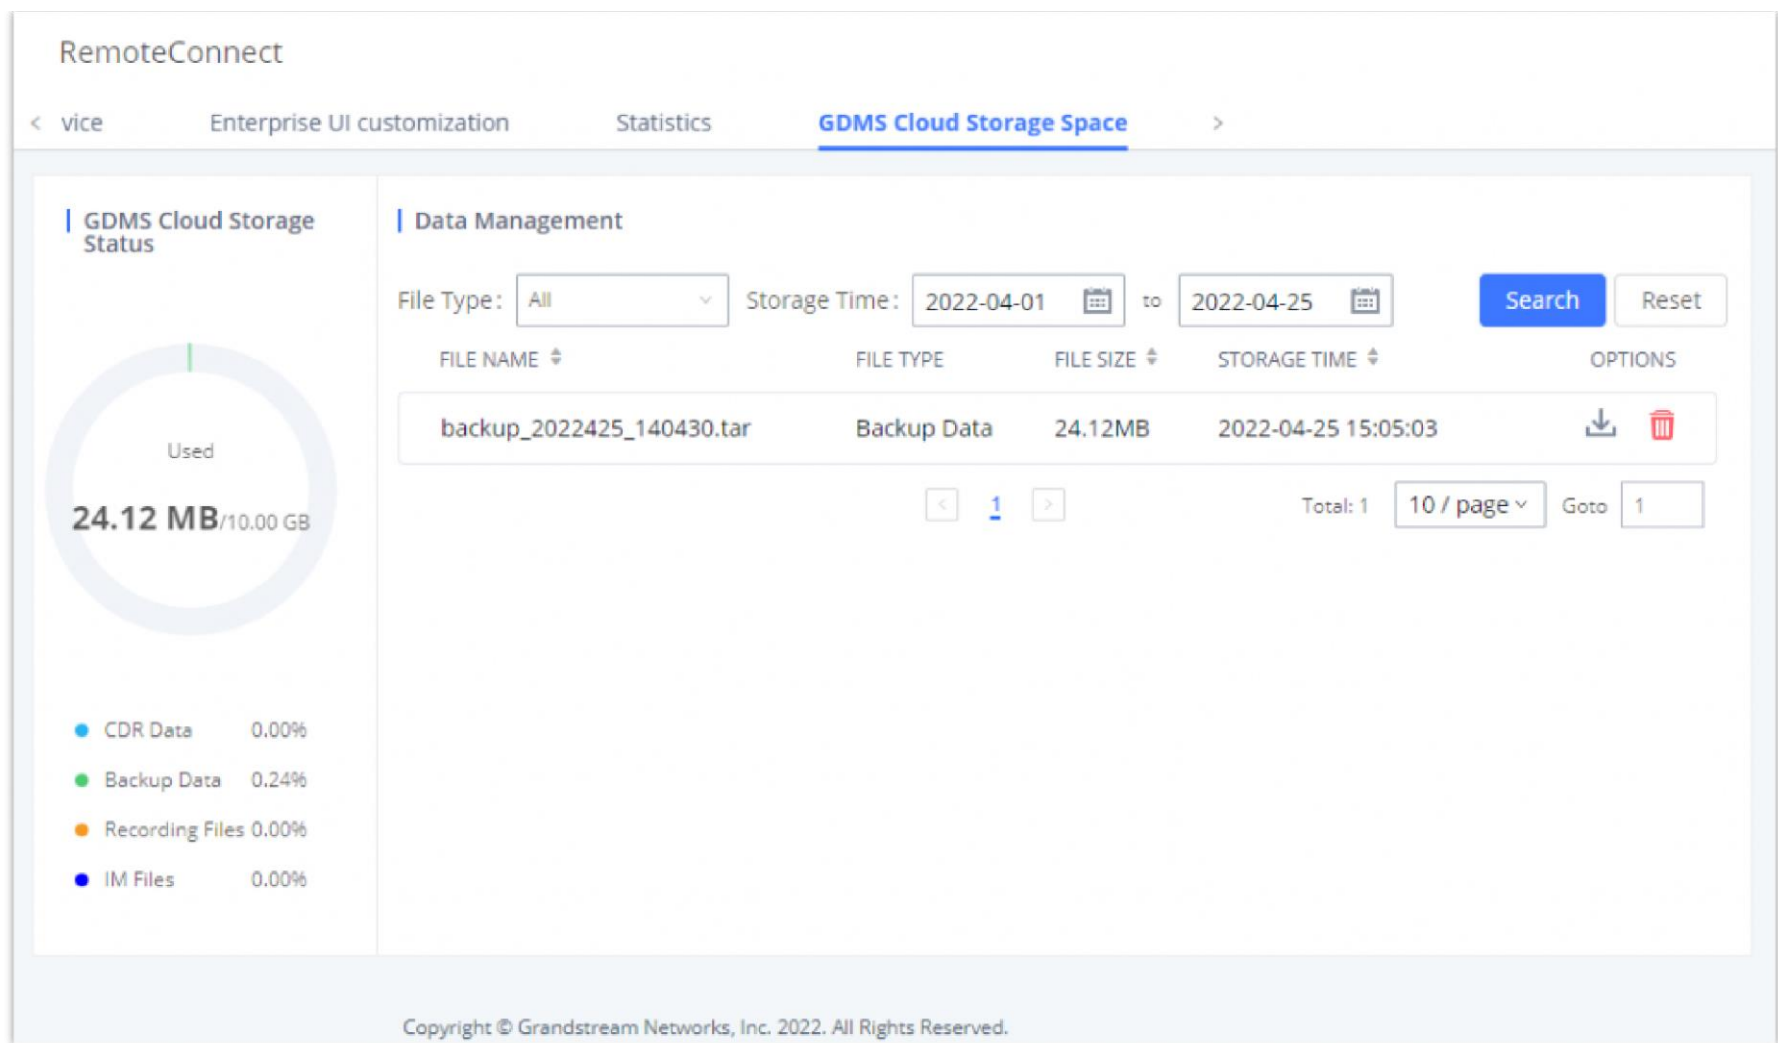 RemoteConnect
< vice Enterprise UI customization Statistics GDMS Cloud Storage Space >
GDMS Cloud Storage
Status
Used
24.12 MB/10.00 GB
CDR Data 0.00%
Backup Data 0.24%
Recording Files 0.00%
IM Files 0.00%
Data Management
File Type: All Storage Time: 2022-04-01 to 2022-04-25 Search Reset
FILE NAME FILE TYPE FILE SIZE STORAGE TIME OPTIONS
backup_2022425_140430.tar Backup Data 24.12MB 2022-04-25 15:05:03
< 1 > Total: 1 10 / page Goto 1
Copyright © Grandstream Networks, Inc. 2022. All Rights Reserved.